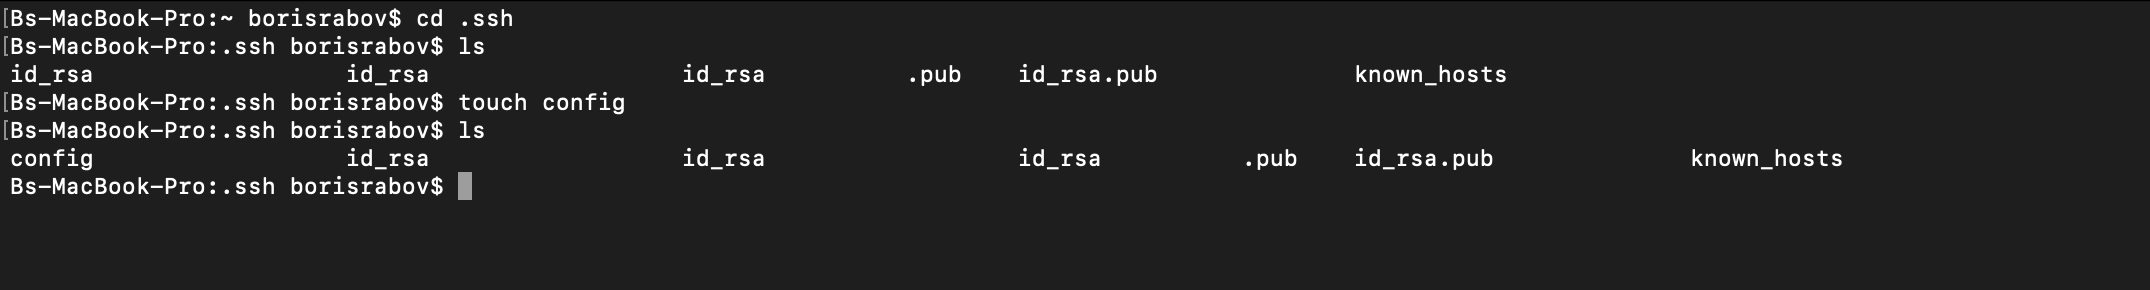 [Bs-MacBook-Pro:~ borisrabov$ cd .ssh
[Bs-MacBook-Pro:.ssh borisrabov$ ls
id_rsa                  id_rsa                  id_rsa          .pub    id_rsa.pub              known_hosts
[Bs-MacBook-Pro:.ssh borisrabov$ touch config
[Bs-MacBook-Pro:.ssh borisrabov$ ls
config                  id_rsa                  id_rsa                  id_rsa          .pub    id_rsa.pub              known_hosts
Bs-MacBook-Pro:.ssh borisrabov$